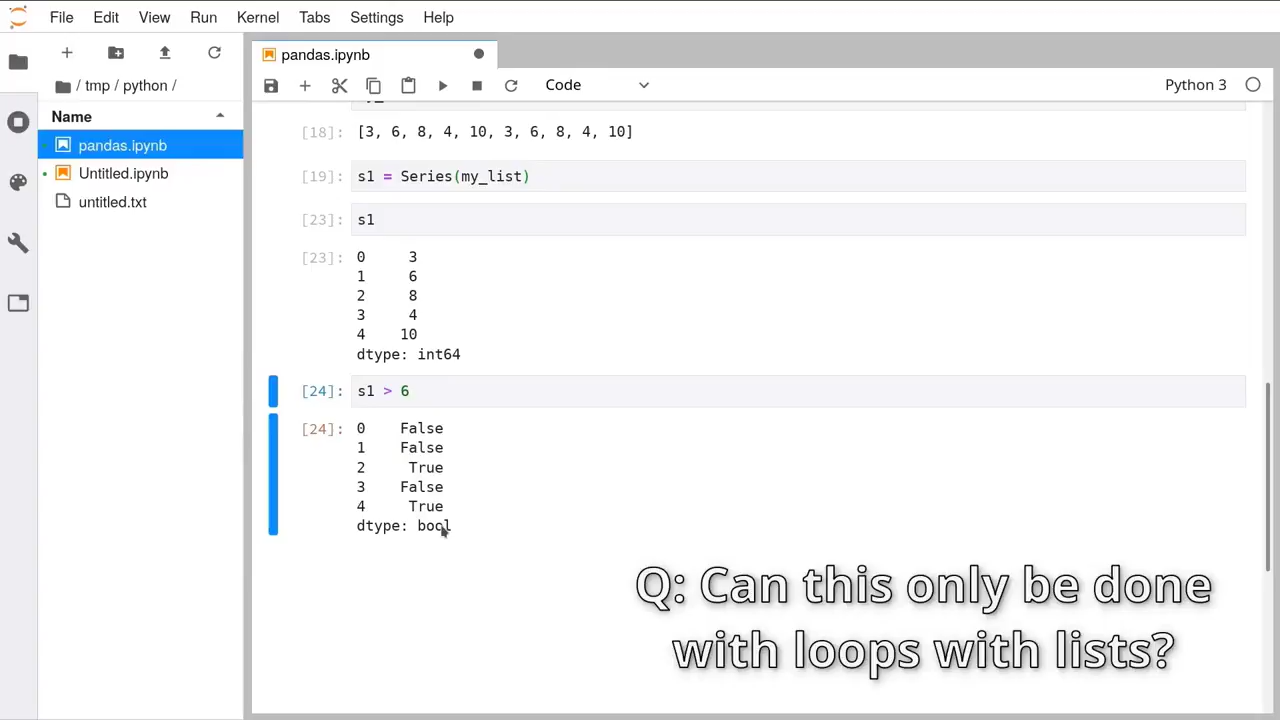 File Edit View Run Kernel Tabs Settings Help
pandas.ipynb
/ tmp / python /
Code
Python 3
Name
pandas.ipynb
Untitled.ipynb
untitled.txt
[18]: [3, 6, 8, 4, 10, 3, 6, 8, 4, 10]
[19]: s1 = Series(my_list)
[23]: s1
[23]: 0 3
1 6
2 8
3 4
4 10
dtype: int64
[24]: s1 > 6
[24]: 0 False
1 False
2 True
3 False
4 True
dtype: bool
Q: Can this only be done
with loops with lists?